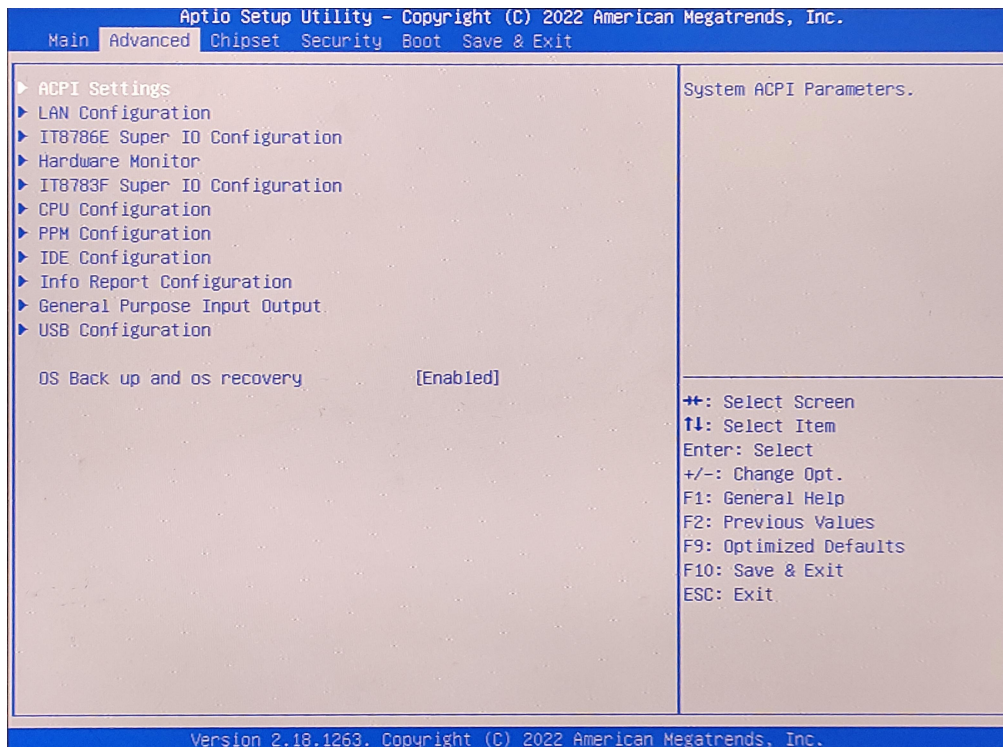 Aptio Setup Utility – Copyright (C) 2022 American Megatrends, Inc.
Main Advanced Chipset Security Boot Save & Exit
ACPI Settings
LAN Configuration
IT8786E Super IO Configuration
Hardware Monitor
IT8783F Super IO Configuration
CPU Configuration
PPM Configuration
IDE Configuration
Info Report Configuration
General Purpose Input Output
USB Configuration
OS Back up and os recovery [Enabled]
System ACPI Parameters.
→←: Select Screen
↑↓: Select Item
Enter: Select
+/-: Change Opt.
F1: General Help
F2: Previous Values
F9: Optimized Defaults
F10: Save & Exit
ESC: Exit
Version 2.18.1263. Copyright (C) 2022 American Megatrends, Inc.